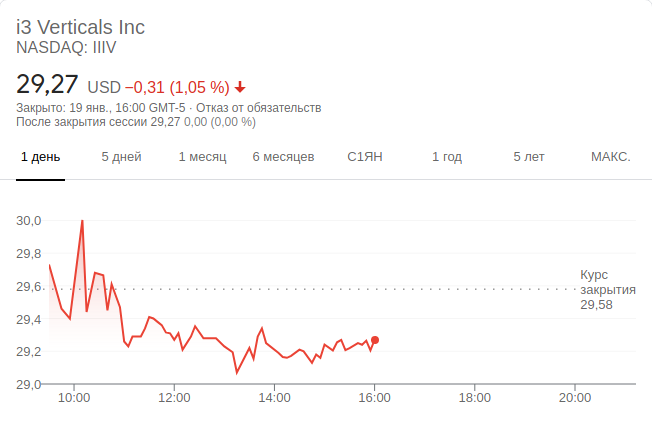 i3 Verticals Inc
NASDAQ: IIIV
29,27 USD −0,31 (1,05 %)
Закрыто: 19 янв., 16:00 GMT-5 · Отказ от обязательств
После закрытия сессии 29,27 0,00 (0,00 %)
1 день 5 дней 1 месяц 6 месяцев С1ЯН 1 год 5 лет МАКС.
30,0
29,8
29,6
29,4
29,2
29,0
Курс
закрытия
29,58
10:00 12:00 14:00 16:00 18:00 20:00